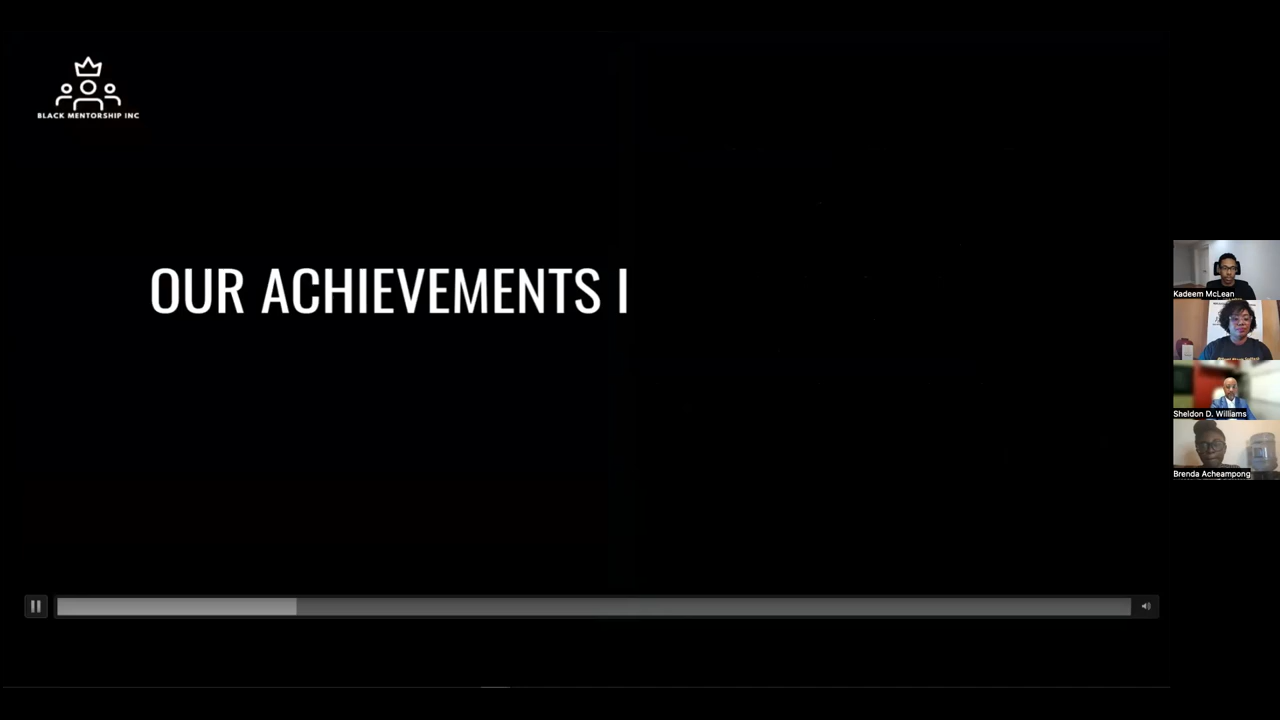 BLACK MENTORSHIP INC
OUR ACHIEVEMENTS I
Kadeem McLean
Sheldon D. Williams
Brenda Acheampong